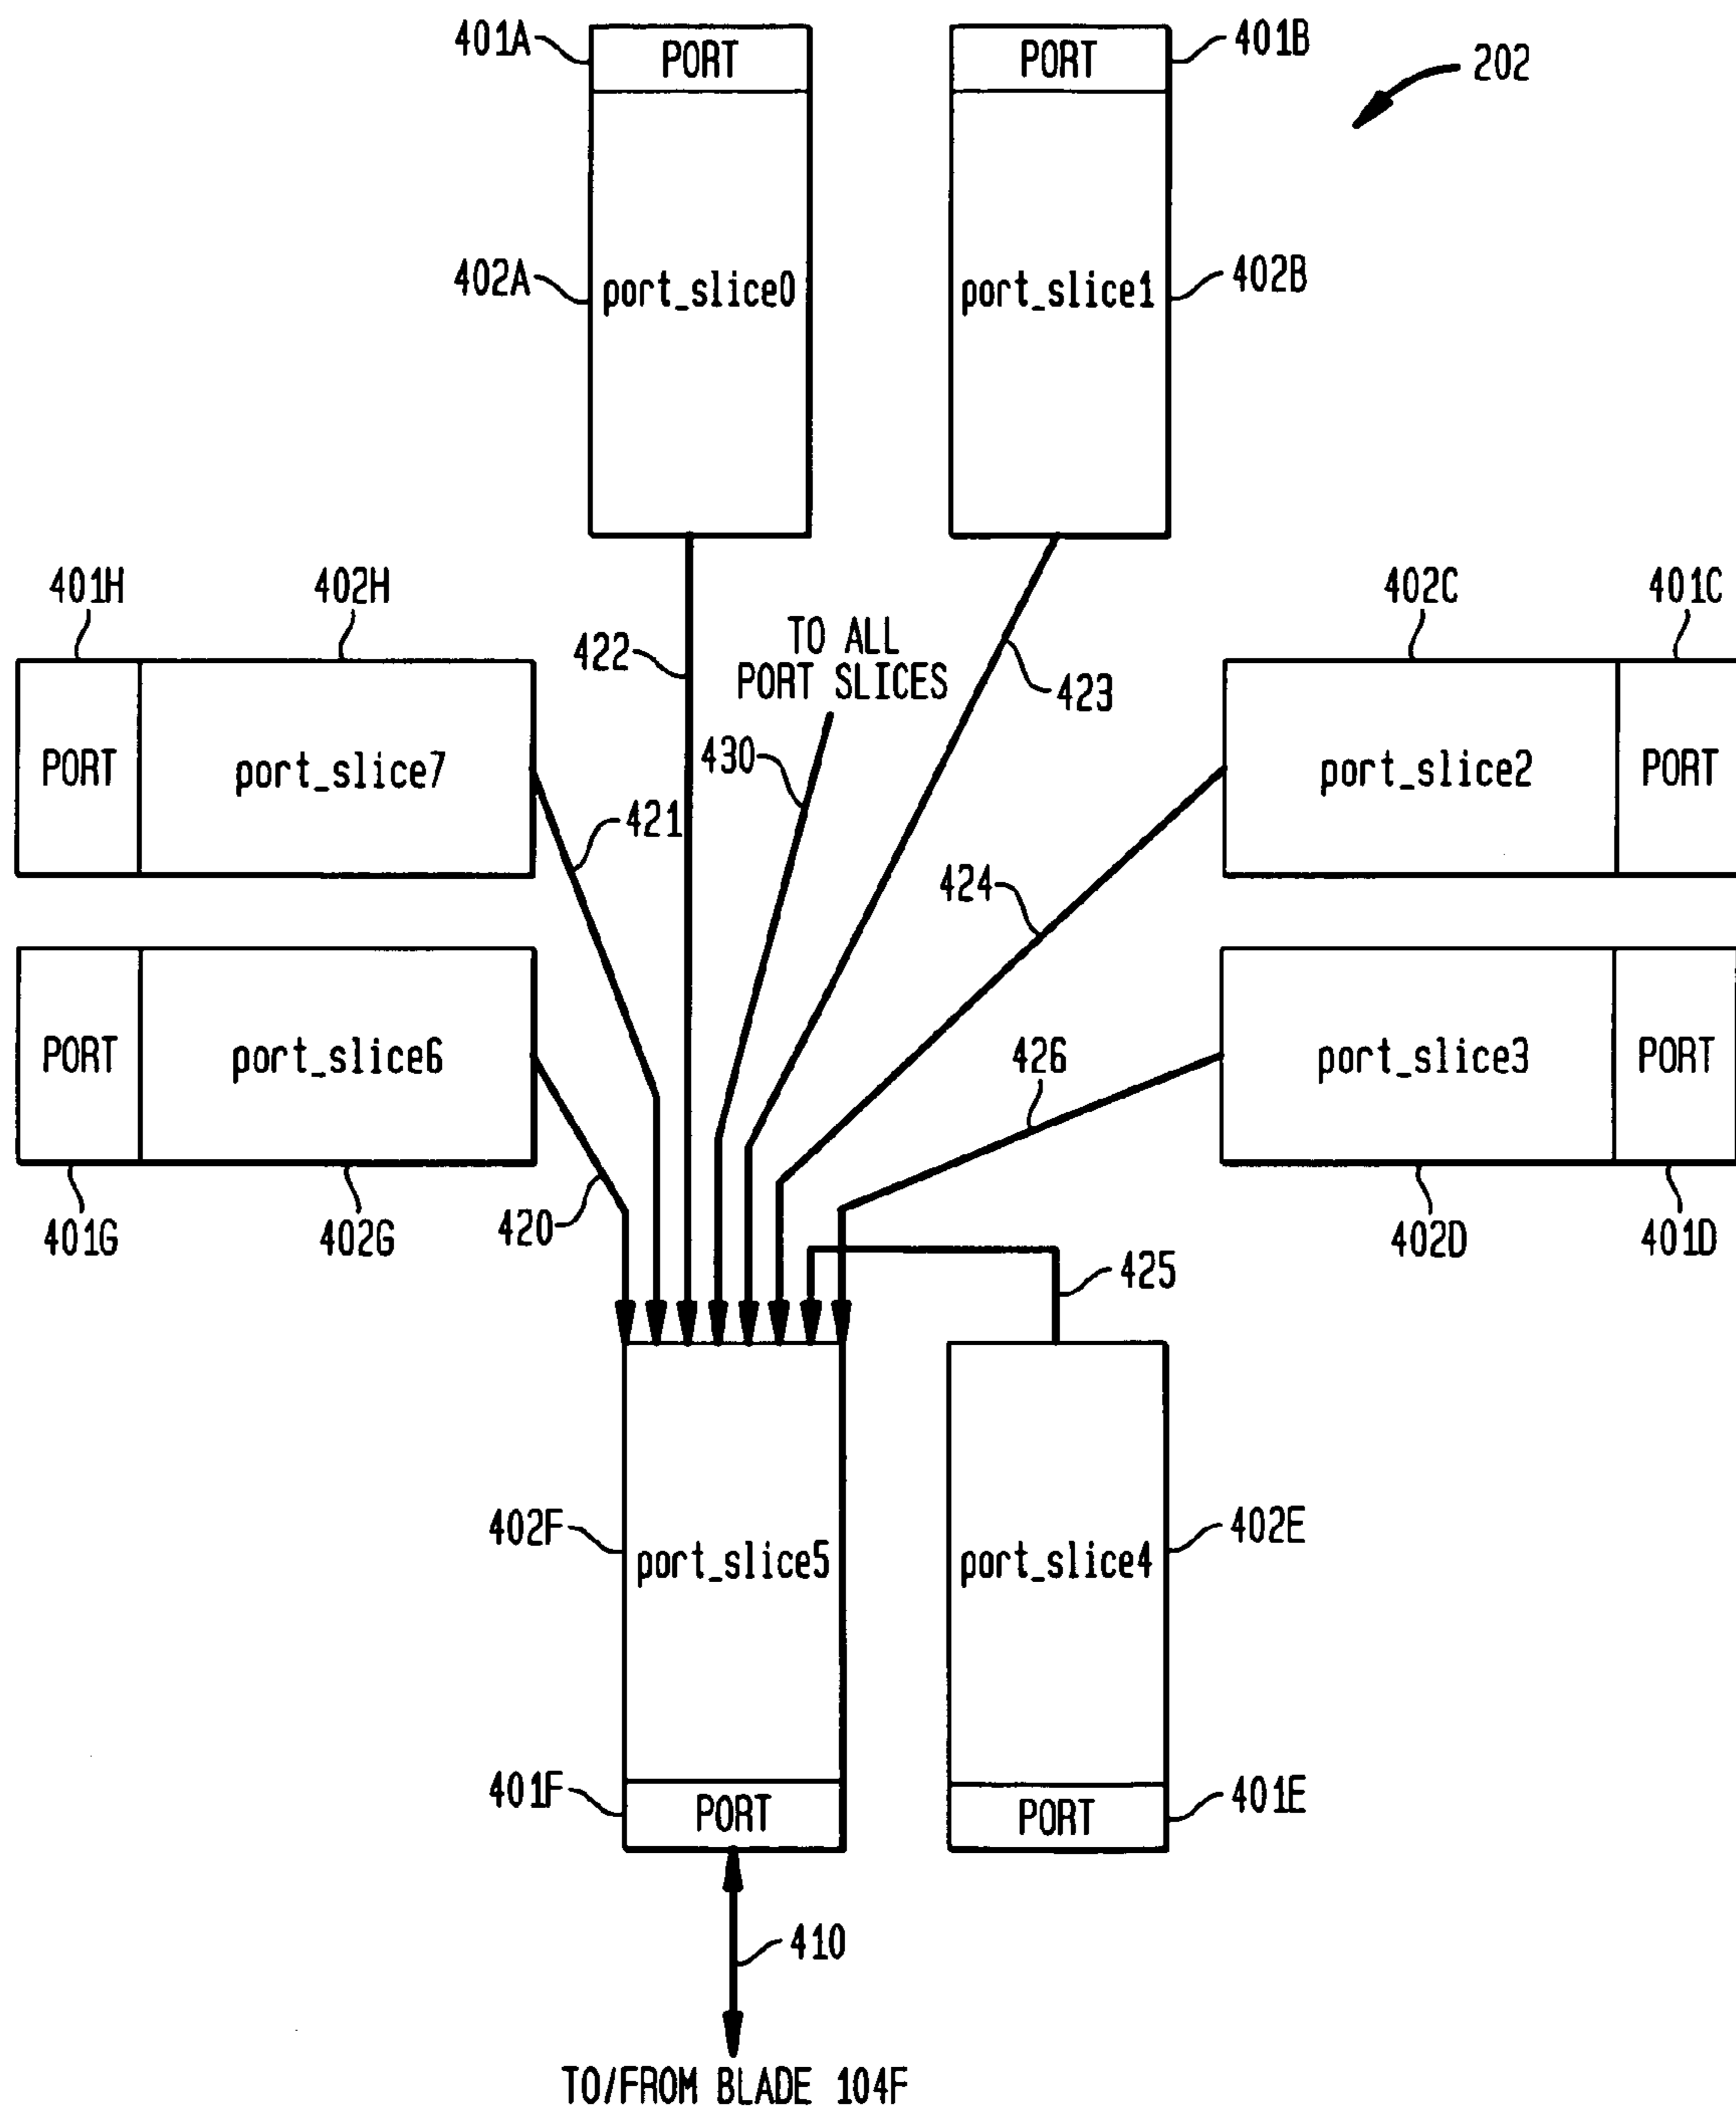 401A
PORT
PORT
401B
202
402A
port_slice0
port_slice1
402B
401H
402H
402C
401C
422
TO ALL
PORT SLICES
423
430
PORT
port_slice7
port_slice2
PORT
421
424
426
PORT
port_slice6
port_slice3
PORT
401G
402G
420
402D
401D
425
402F
port_slice5
port_slice4
402E
401F
PORT
PORT
401E
410
TO/FROM BLADE 104F